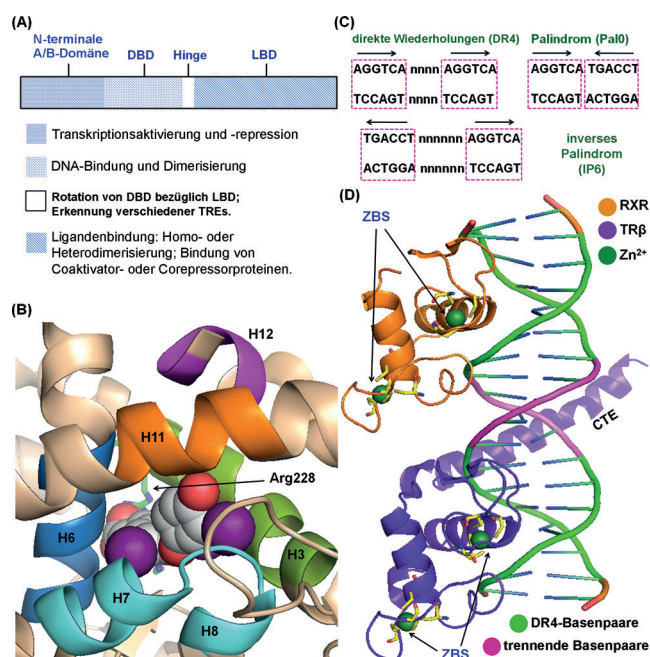 (A)
N-terminale
A/B-Domäne DBD Hinge LBD
Transkriptionsaktivierung und -repression
DNA-Bindung und Dimerisierung
Rotation von DBD bezüglich LBD;
Erkennung verschiedener TREs.
Ligandenbindung: Homo- oder
Heterodimerisierung; Bindung von
Coaktivator- oder Corepressorproteinen.
(B)
H12
H11
Arg228
H6
H3
H7
H8
(C)
direkte Wiederholungen (DR4) Palindrom (Pal0)
AGGTCA nnnn AGGTCA AGGTCA TGACCT
TCCAGT nnnn TCCAGT TCCAGT ACTGGA
TGACCT nnnnnn AGGTCA
ACTGGA nnnnnn TCCAGT
inverses
Palindrom
(IP6)
(D)
ZBS
RXR
TRβ
Zn²⁺
CTE
ZBS
DR4-Basenpaare
trennende Basenpaare